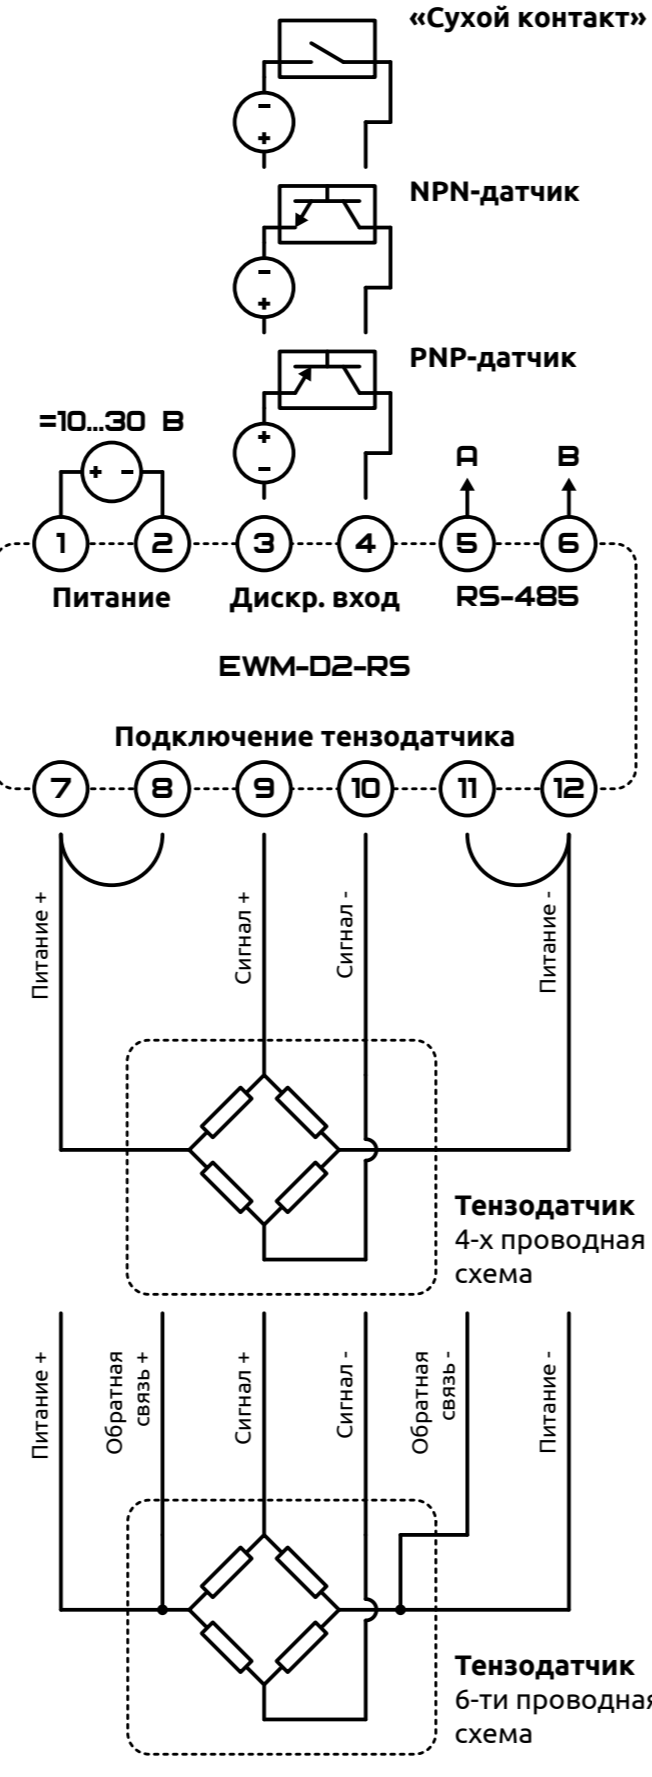 «Сухой контакт»
-
+
NPN-датчик
-
+
PNP-датчик
+
-
=10...30 В
+ -
A B
1 2 3 4 5 6
Питание Дискр. вход RS-485
EWM-D2-RS
Подключение тензодатчика
7 8 9 10 11 12
Питание +
Сигнал +
Сигнал -
Питание -
Тензодатчик
4-х проводная
схема
Питание +
Обратная
связь +
Сигнал +
Сигнал -
Обратная
связь -
Питание -
Тензодатчик
6-ти проводная
схема